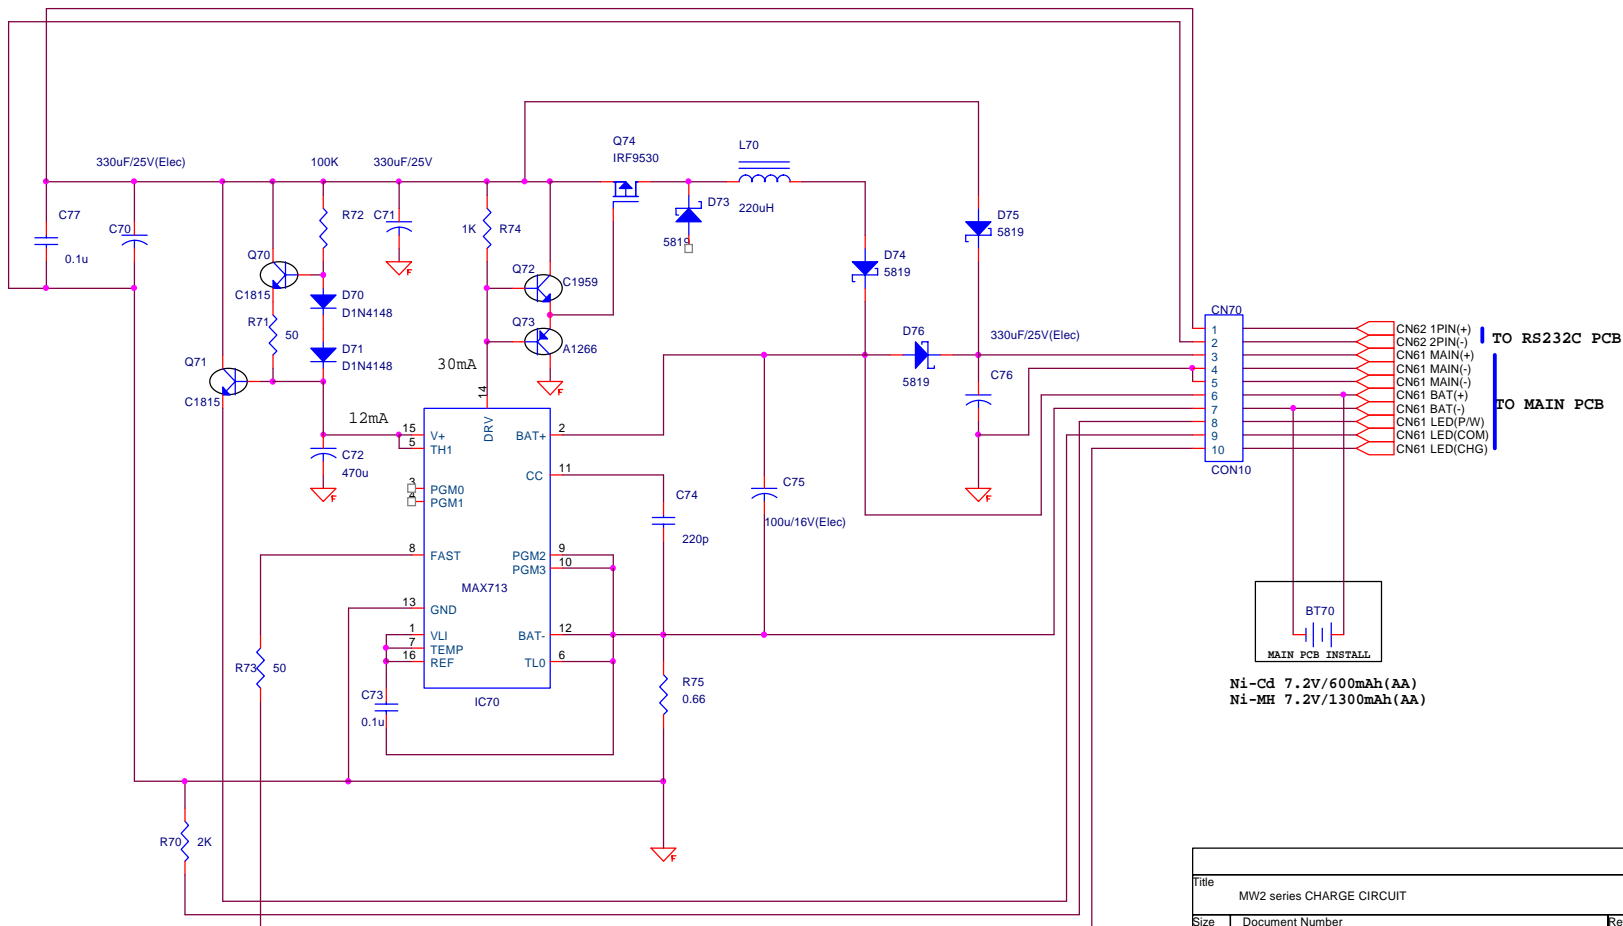 330uF/25V(Elec)
100K
330uF/25V
Q74
IRF9530
L70
220uH
C77
0.1u
C70
R72
C71
1K
R74
D73
5819
D75
5819
Q70
C1815
D70
D1N4148
Q72
C1959
D74
5819
R71
50
D71
D1N4148
Q73
A1266
D76
5819
330uF/25V(Elec)
C76
Q71
C1815
30mA
12mA
14
DRV
15
V+
5
TH1
3
PGM0
4
PGM1
8
FAST
13
GND
1
VLI
7
TEMP
16
REF
2
BAT+
11
CC
9
PGM2
10
PGM3
12
BAT-
6
TL0
MAX713
IC70
C72
470u
C74
220p
C75
100u/16V(Elec)
R73
50
C73
0.1u
R75
0.66
R70
2K
F
F
F
F
F
CN70
1
2
3
4
5
6
7
8
9
10
CON10
CN62 1PIN(+)
CN62 2PIN(-)
CN61 MAIN(+)
CN61 MAIN(-)
CN61 MAIN(-)
CN61 BAT(+)
CN61 BAT(-)
CN61 LED(P/W)
CN61 LED(COM)
CN61 LED(CHG)
TO RS232C PCB
TO MAIN PCB
BT70
MAIN PCB INSTALL
Ni-Cd 7.2V/600mAh(AA)
Ni-MH 7.2V/1300mAh(AA)
Title
MW2 series CHARGE CIRCUIT
Size
Document Number
Re